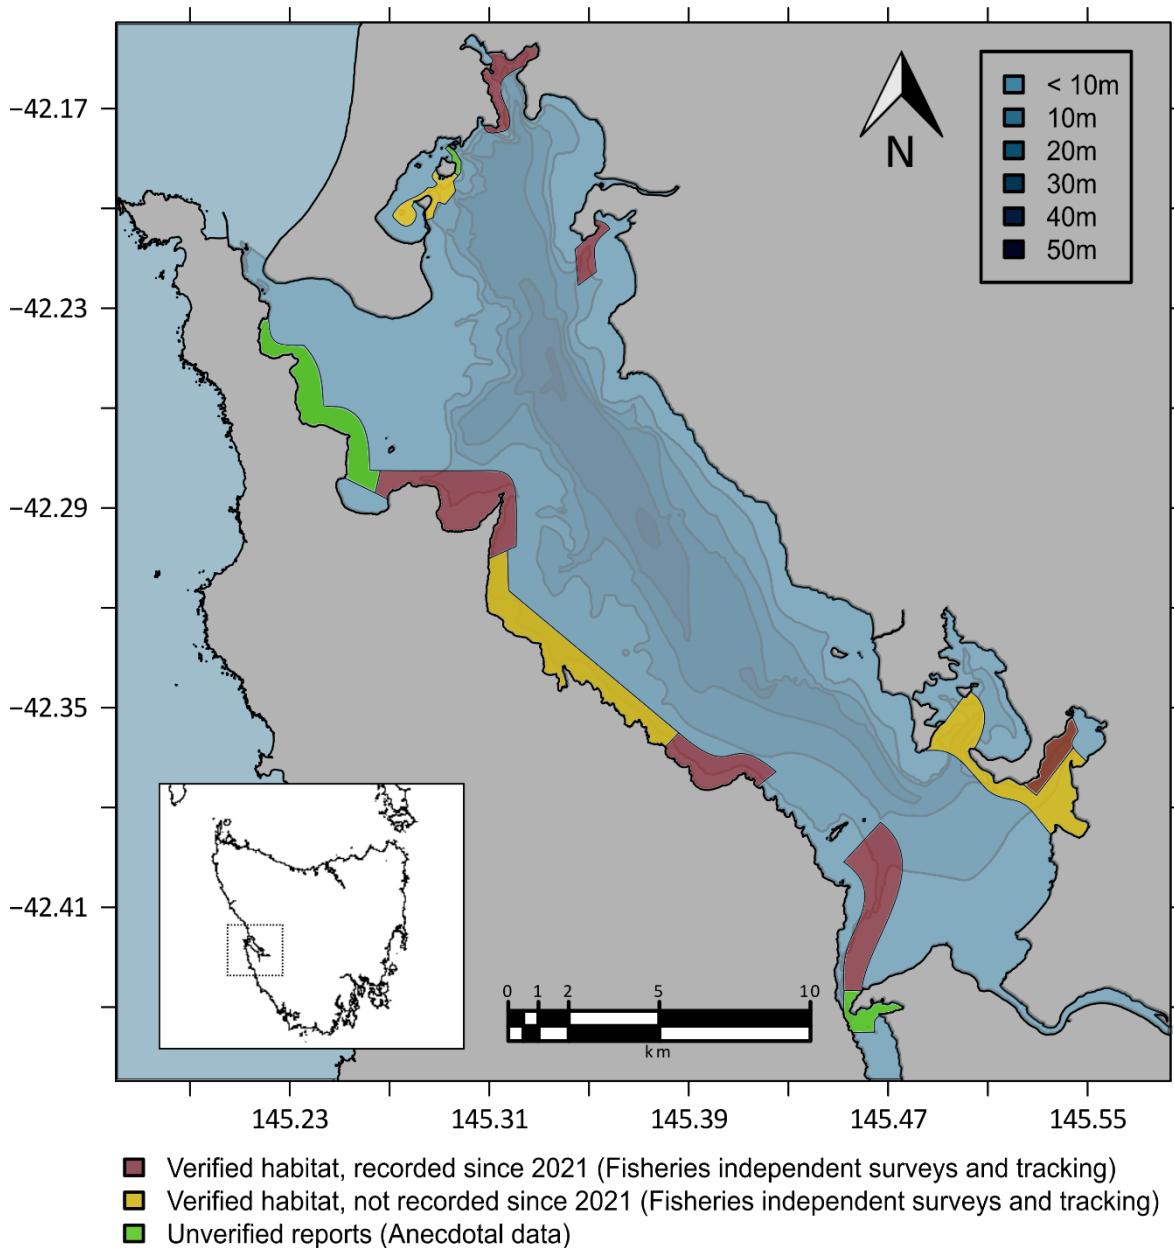 −42.17
−42.23
−42.29
−42.35
−42.41
N
< 10m
10m
20m
30m
40m
50m
0 1 2 5 10
km
145.23 145.31 145.39 145.47 145.55
Verified habitat, recorded since 2021 (Fisheries independent surveys and tracking)
Verified habitat, not recorded since 2021 (Fisheries independent surveys and tracking)
Unverified reports (Anecdotal data)